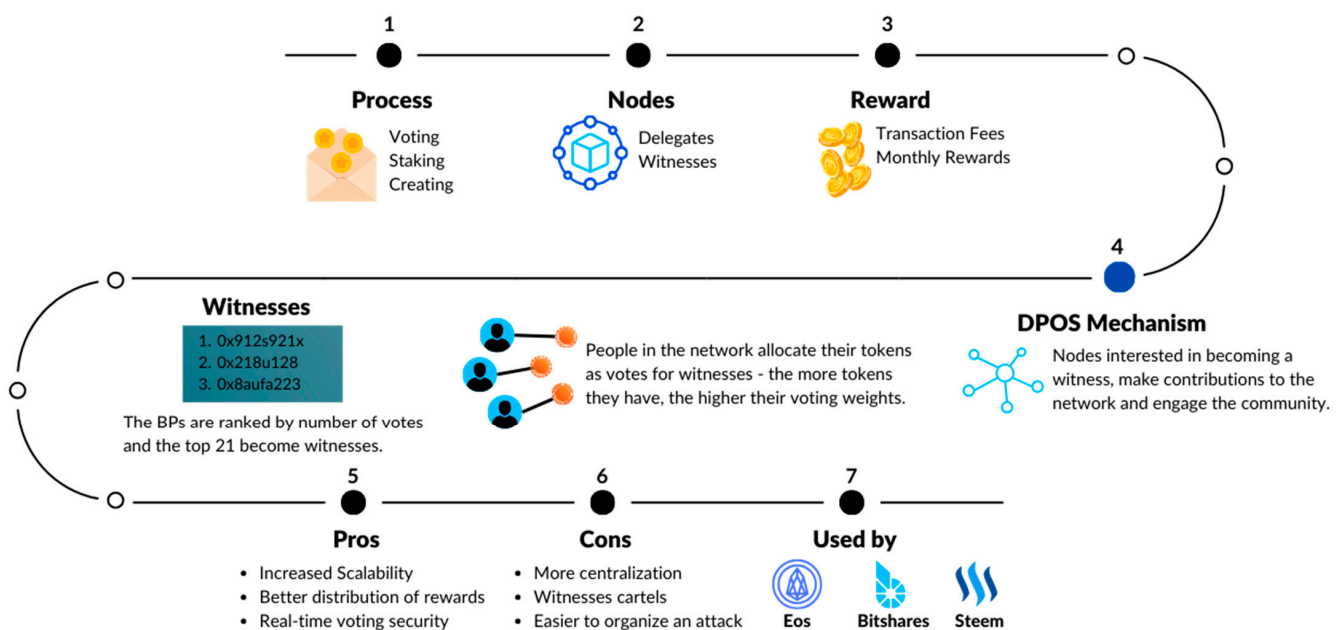 1
Process
Voting
Staking
Creating
2
Nodes
Delegates
Witnesses
3
Reward
Transaction Fees
Monthly Rewards
4
DPOS Mechanism
Nodes interested in becoming a
witness, make contributions to the
network and engage the community.
People in the network allocate their tokens
as votes for witnesses - the more tokens
they have, the higher their voting weights.
Witnesses
1. 0x912s921x
2. 0x218u128
3. 0x8aufa223
The BPs are ranked by number of votes
and the top 21 become witnesses.
5
Pros
• Increased Scalability
• Better distribution of rewards
• Real-time voting security
6
Cons
• More centralization
• Witnesses cartels
• Easier to organize an attack
7
Used by
Eos
Bitshares
Steem